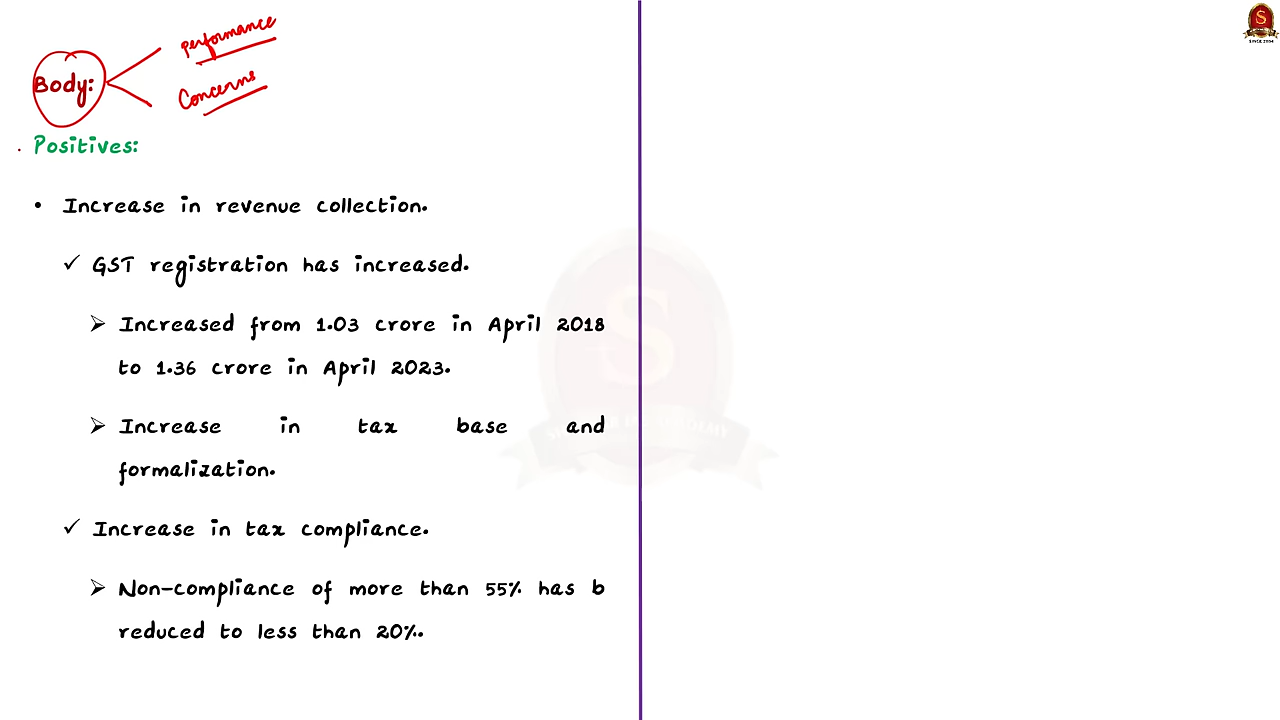 performance
Body:
Concerns
Positives:
• Increase in revenue collection.
✓ GST registration has increased.
➢ Increased from 1.03 crore in April 2018
to 1.36 crore in April 2023.
➢ Increase in tax base and
formalization.
✓ Increase in tax compliance.
➢ Non-compliance of more than 55% has b
reduced to less than 20%.
S
SINCE 2004